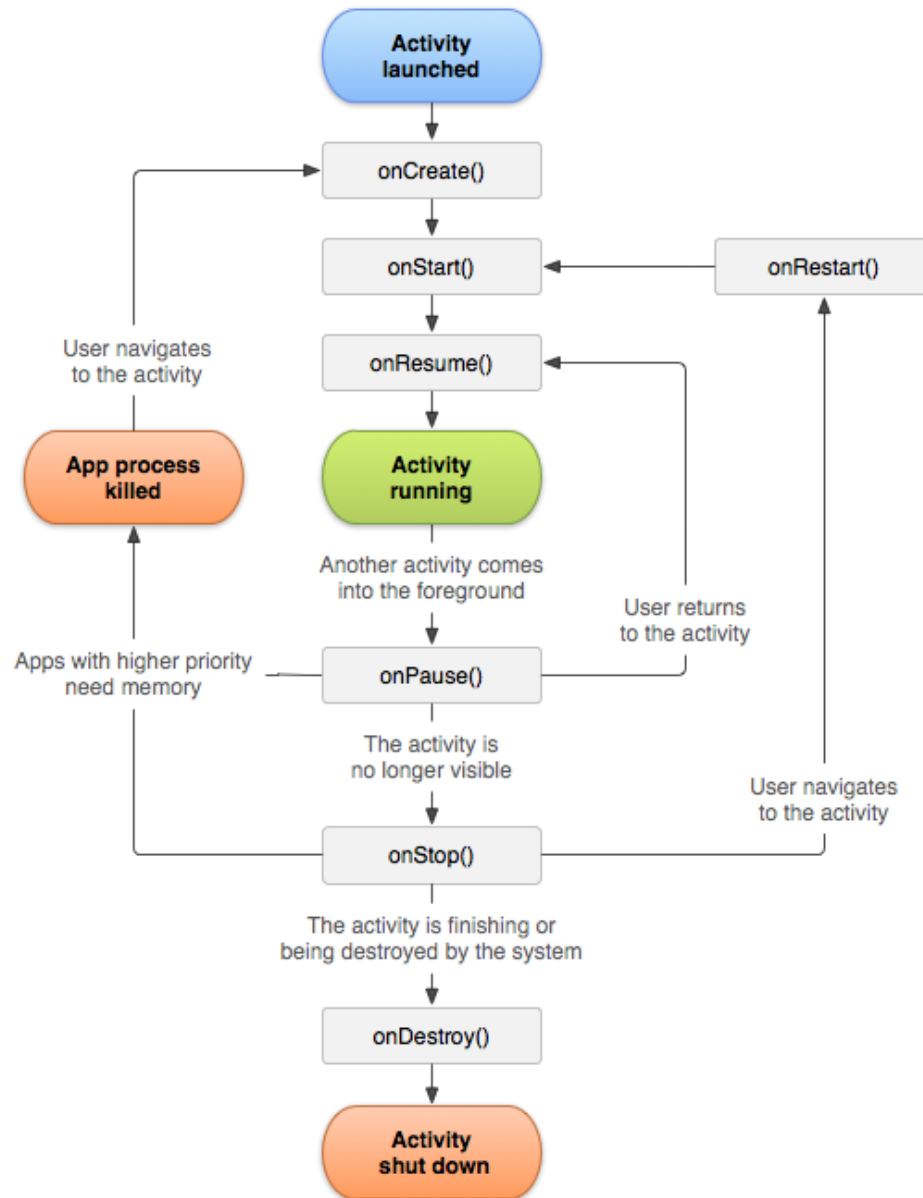 Activity
launched
onCreate()
onStart()
onRestart()
User navigates
to the activity
onResume()
App process
killed
Activity
running
Another activity comes
into the foreground
User returns
to the activity
Apps with higher priority
need memory
onPause()
The activity is
no longer visible
User navigates
to the activity
onStop()
The activity is finishing or
being destroyed by the system
onDestroy()
Activity
shut down